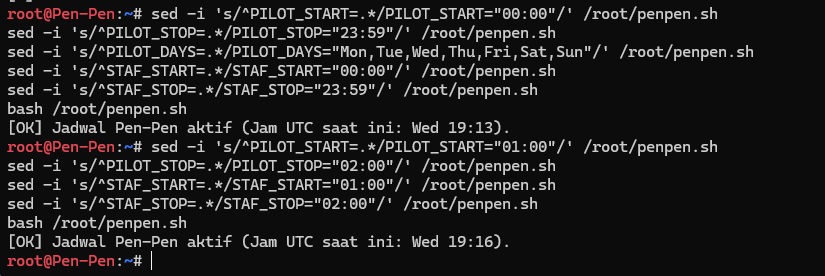 root@Pen-Pen:~# sed -i 's/^PILOT_START=.*/PILOT_START="00:00"/' /root/penpen.sh
sed -i 's/^PILOT_STOP=.*/PILOT_STOP="23:59"/' /root/penpen.sh
sed -i 's/^PILOT_DAYS=.*/PILOT_DAYS="Mon,Tue,Wed,Thu,Fri,Sat,Sun"/' /root/penpen.sh
sed -i 's/^STAF_START=.*/STAF_START="00:00"/' /root/penpen.sh
sed -i 's/^STAF_STOP=.*/STAF_STOP="23:59"/' /root/penpen.sh
bash /root/penpen.sh
[OK] Jadwal Pen-Pen aktif (Jam UTC saat ini: Wed 19:13).
root@Pen-Pen:~# sed -i 's/^PILOT_START=.*/PILOT_START="01:00"/' /root/penpen.sh
sed -i 's/^PILOT_STOP=.*/PILOT_STOP="02:00"/' /root/penpen.sh
sed -i 's/^STAF_START=.*/STAF_START="01:00"/' /root/penpen.sh
sed -i 's/^STAF_STOP=.*/STAF_STOP="02:00"/' /root/penpen.sh
bash /root/penpen.sh
[OK] Jadwal Pen-Pen aktif (Jam UTC saat ini: Wed 19:16).
root@Pen-Pen:~#